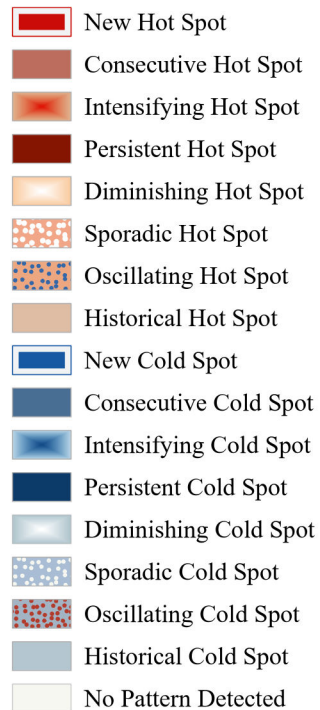 New Hot Spot
Consecutive Hot Spot
Intensifying Hot Spot
Persistent Hot Spot
Diminishing Hot Spot
Sporadic Hot Spot
Oscillating Hot Spot
Historical Hot Spot
New Cold Spot
Consecutive Cold Spot
Intensifying Cold Spot
Persistent Cold Spot
Diminishing Cold Spot
Sporadic Cold Spot
Oscillating Cold Spot
Historical Cold Spot
No Pattern Detected